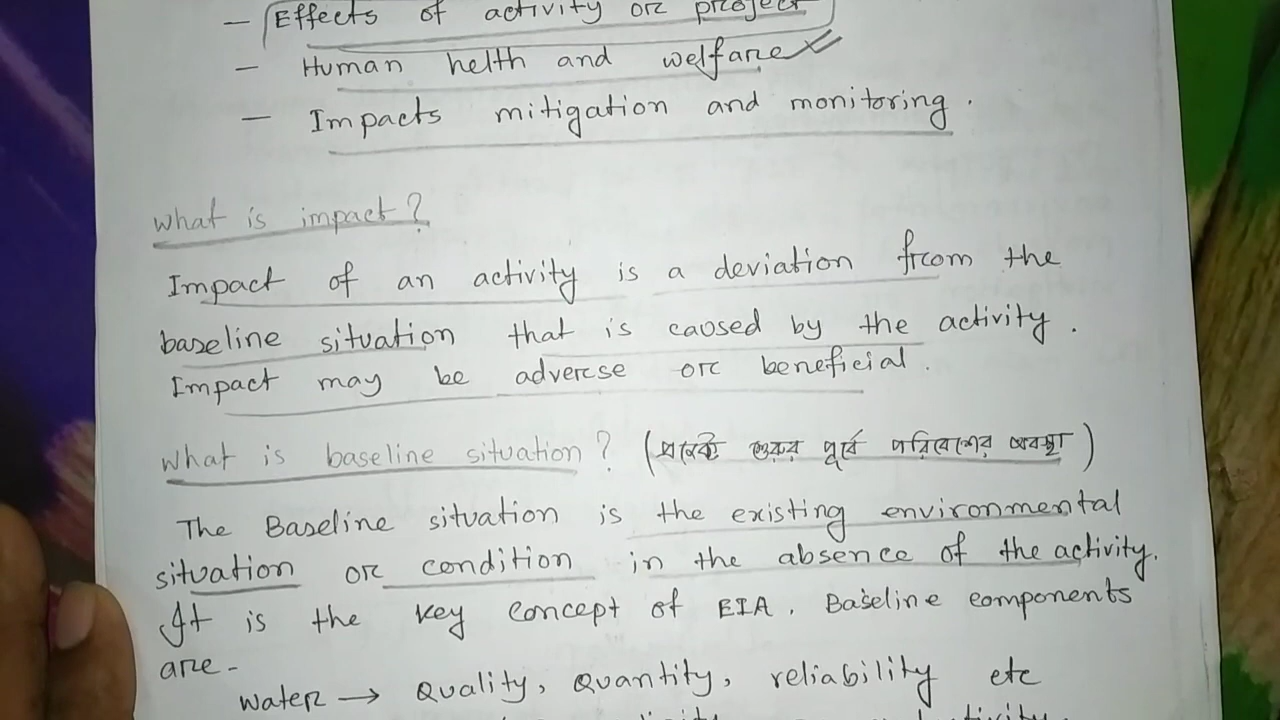 — Effects of activity or project
— Human helth and welfare
— Impacts mitigation and monitoring.
What is impact?
Impact of an activity is a deviation from the
baseline situation that is caused by the activity.
Impact may be adverse or beneficial.
What is baseline situation? (প্রজেক্ট শুরুর পূর্বে পরিবেশের অবস্থা)
The Baseline situation is the existing environmental
situation or condition in the absence of the activity.
It is the key concept of EIA. Baseline components
are-
Water → Quality, Quantity, reliability etc